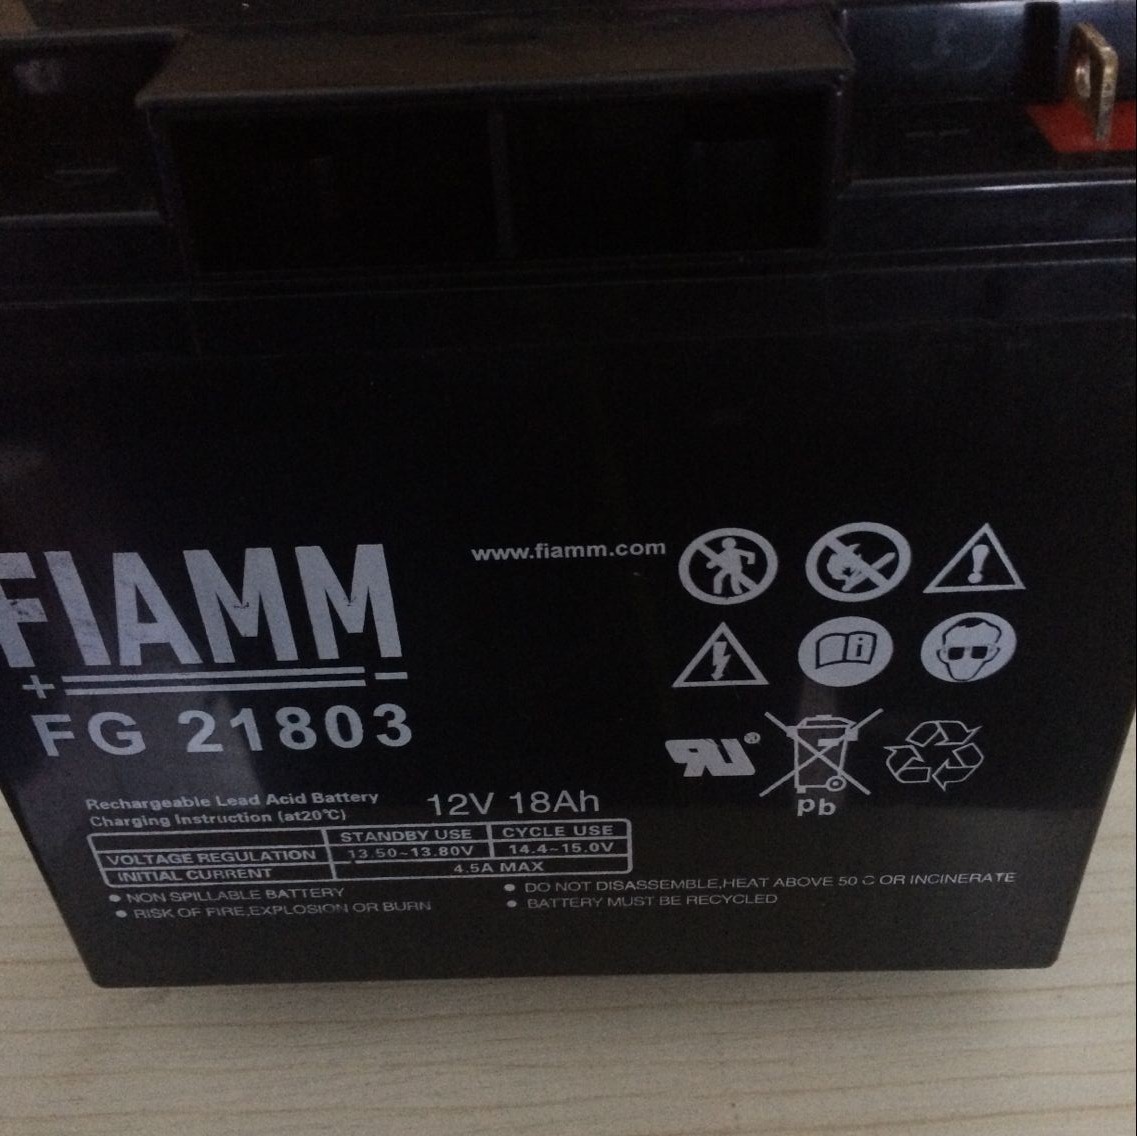 www.fiamm.com
FIAMM
+ −
FG 21803
Rechargeable Lead Acid Battery
12V 18Ah
Charging Instruction (at20℃)
STANDBY USE CYCLE USE
VOLTAGE REGULATION 13.50~13.80V 14.4~15.0V
INITIAL CURRENT 4.5A MAX
● NON SPILLABLE BATTERY
● RISK OF FIRE,EXPLOSION OR BURN
● DO NOT DISASSEMBLE,HEAT ABOVE 50 C OR INCINERATE
● BATTERY MUST BE RECYCLED
i
RU®
pb